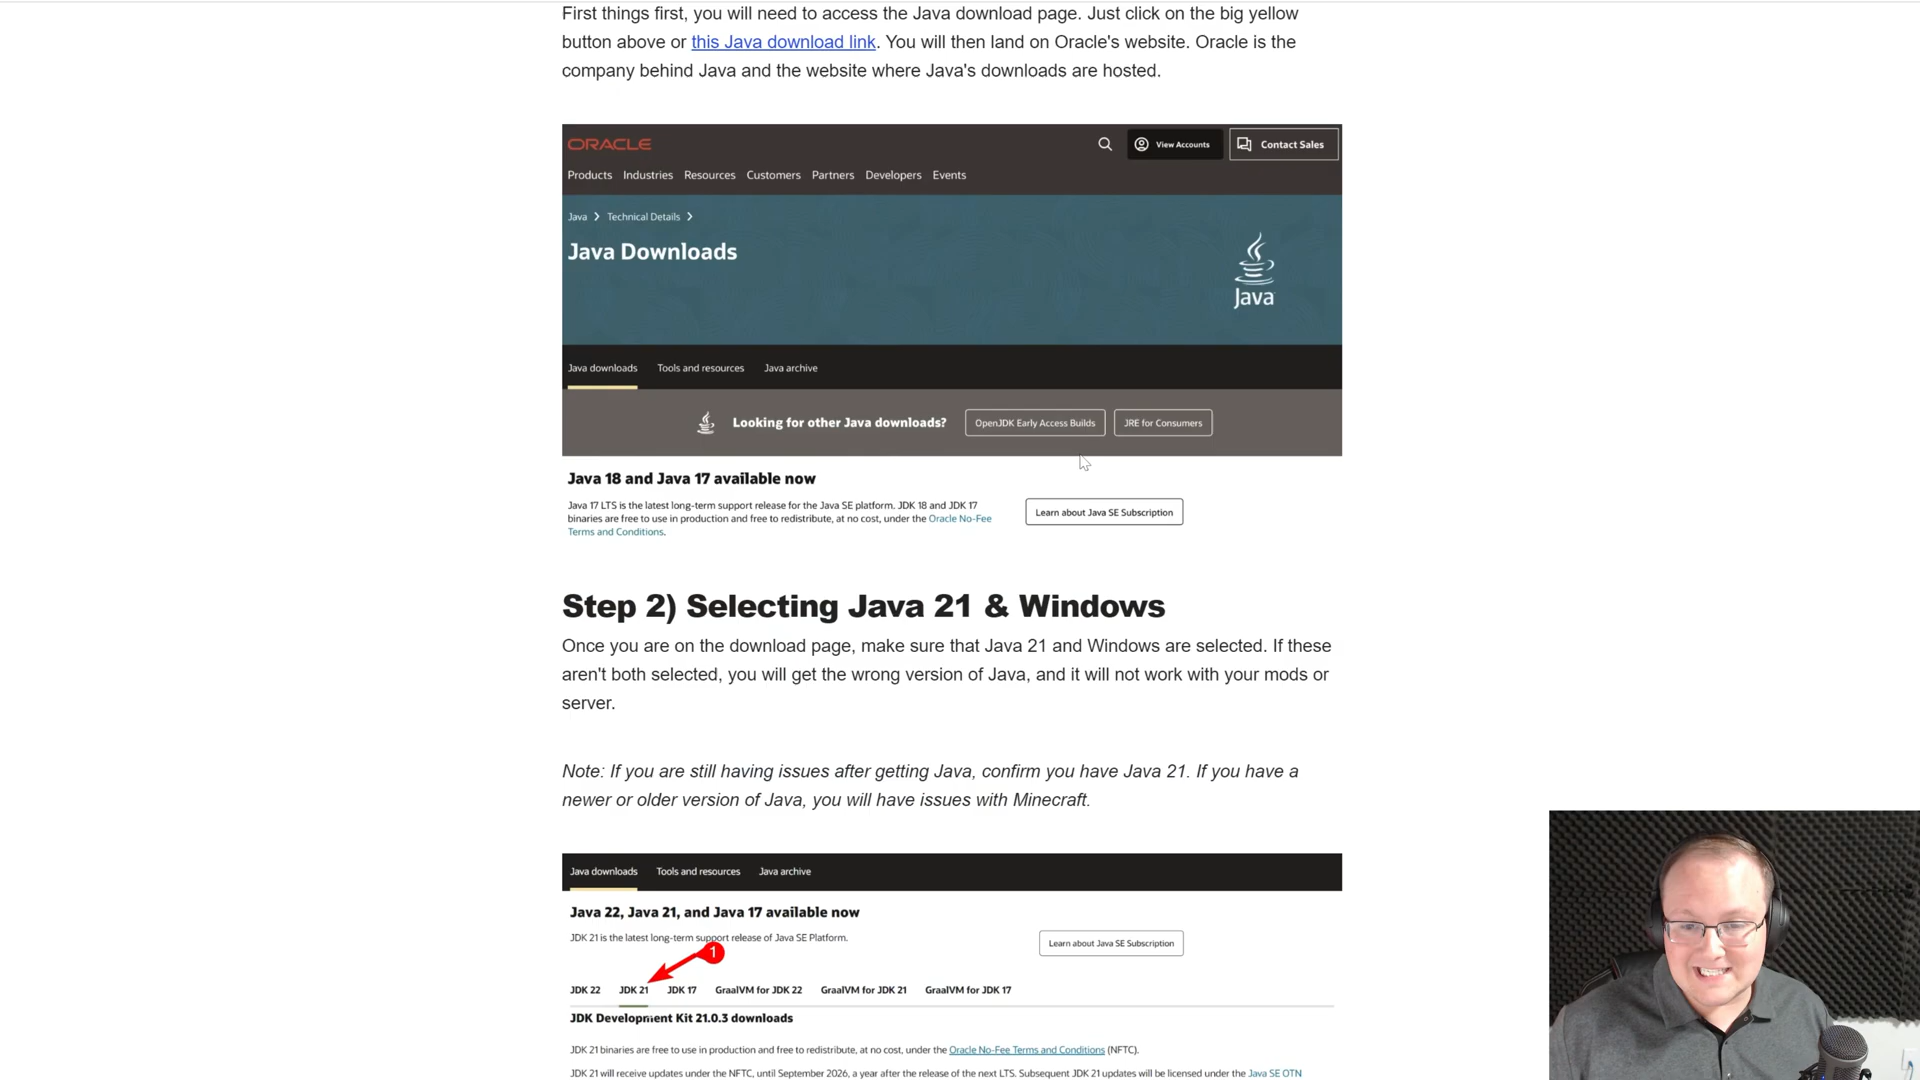 First things first, you will need to access the Java download page. Just click on the big yellow
button above or this Java download link. You will then land on Oracle's website. Oracle is the
company behind Java and the website where Java's downloads are hosted.
ORACLE
View Accounts
Contact Sales
Products Industries Resources Customers Partners Developers Events
Java Technical Details
Java Downloads
Java
Java downloads Tools and resources Java archive
Looking for other Java downloads? OpenJDK Early Access Builds JRE for Consumers
Java 18 and Java 17 available now
Java 17 LTS is the latest long-term support release for the Java SE platform. JDK 18 and JDK 17
binaries are free to use in production and free to redistribute, at no cost, under the Oracle No-Fee
Terms and Conditions.
Learn about Java SE Subscription
Step 2) Selecting Java 21 & Windows
Once you are on the download page, make sure that Java 21 and Windows are selected. If these
aren't both selected, you will get the wrong version of Java, and it will not work with your mods or
server.
Note: If you are still having issues after getting Java, confirm you have Java 21. If you have a
newer or older version of Java, you will have issues with Minecraft.
Java downloads Tools and resources Java archive
Java 22, Java 21, and Java 17 available now
JDK 21 is the latest long-term support release of Java SE Platform.
Learn about Java SE Subscription
1
JDK 22 JDK 21 JDK 17 GraalVM for JDK 22 GraalVM for JDK 21 GraalVM for JDK 17
JDK Development Kit 21.0.3 downloads
JDK 21 binaries are free to use in production and free to redistribute, at no cost, under the Oracle No-Fee Terms and Conditions (NFTC).
JDK 21 will receive updates under the NFTC, until September 2026, a year after the release of the next LTS. Subsequent JDK 21 updates will be licensed under the Java SE OTN